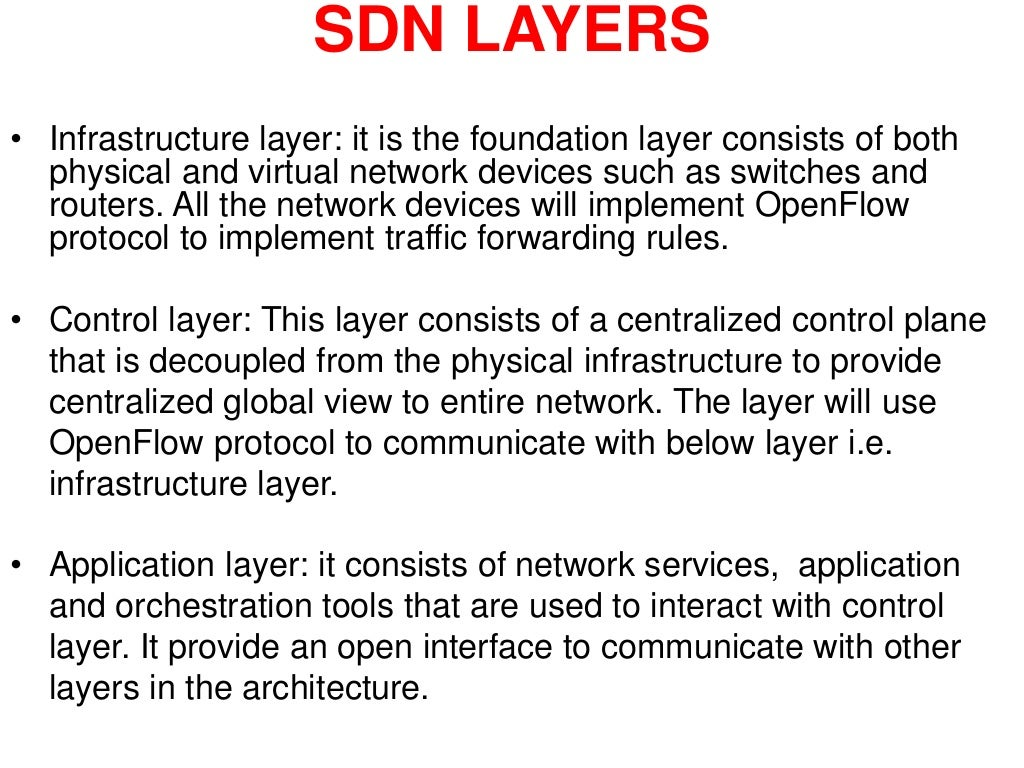 SDN LAYERS
• Infrastructure layer: it is the foundation layer consists of both
physical and virtual network devices such as switches and
routers. All the network devices will implement OpenFlow
protocol to implement traffic forwarding rules.
• Control layer: This layer consists of a centralized control plane
that is decoupled from the physical infrastructure to provide
centralized global view to entire network. The layer will use
OpenFlow protocol to communicate with below layer i.e.
infrastructure layer.
• Application layer: it consists of network services,  application
and orchestration tools that are used to interact with control
layer. It provide an open interface to communicate with other
layers in the architecture.